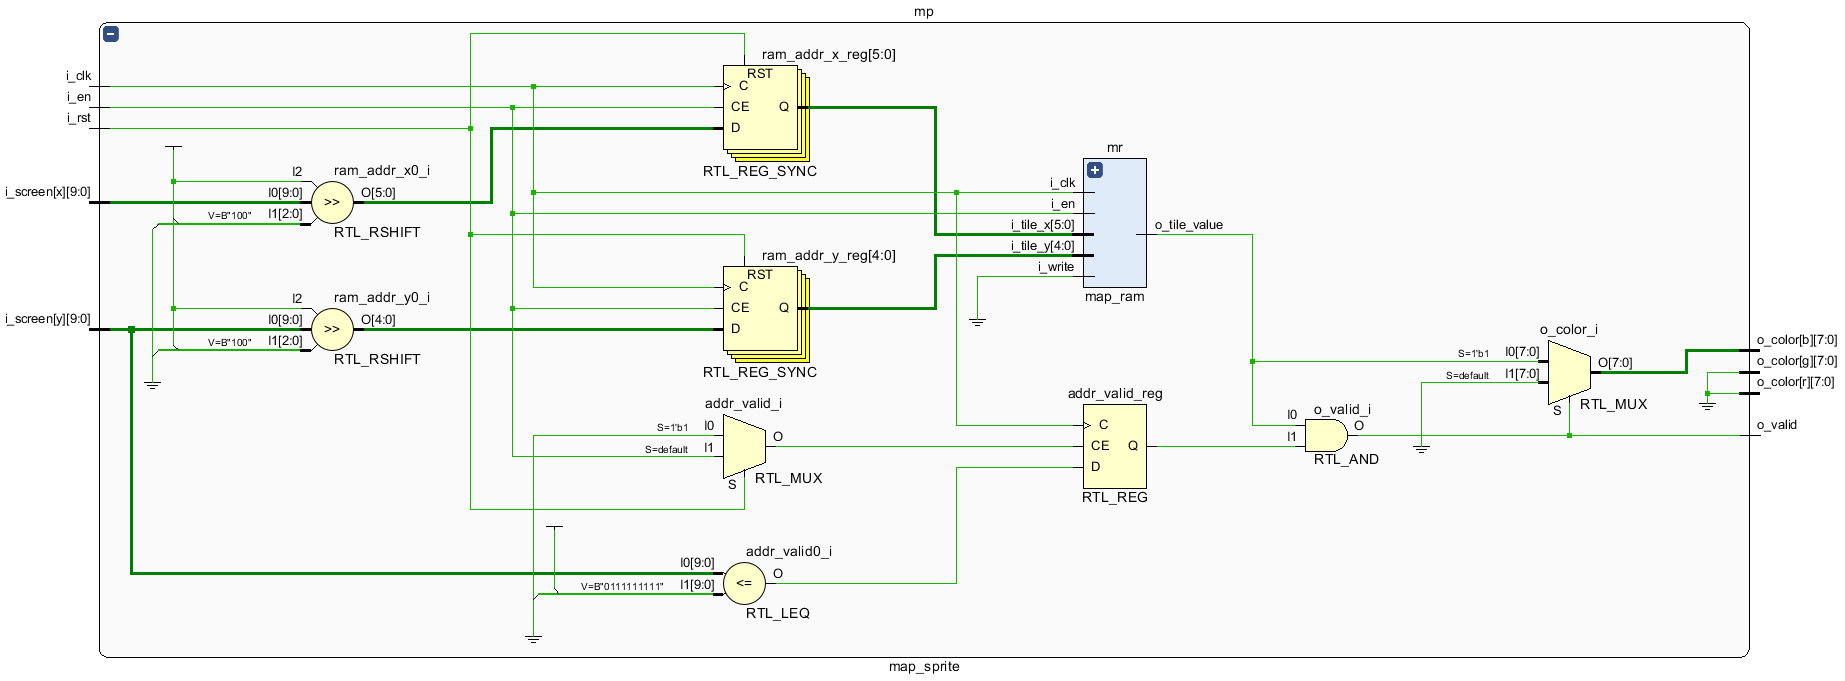 mp
i_clk
i_en
i_rst
i_screen[x][9:0]
i_screen[y][9:0]
I2
ram_addr_x0_i
I0[9:0]
>>
O[5:0]
V=B"100"
I1[2:0]
RTL_RSHIFT
I2
ram_addr_y0_i
I0[9:0]
>>
O[4:0]
V=B"100"
I1[2:0]
RTL_RSHIFT
ram_addr_x_reg[5:0]
RST
C
CE
Q
D
RTL_REG_SYNC
ram_addr_y_reg[4:0]
RST
C
CE
Q
D
RTL_REG_SYNC
addr_valid_i
S=1'b1
I0
O
S=default
I1
S
RTL_MUX
addr_valid0_i
I0[9:0]
O
<=
V=B"0111111111"
I1[9:0]
RTL_LEQ
mr
+
i_clk
i_en
i_tile_x[5:0]
o_tile_value
i_tile_y[4:0]
i_write
map_ram
addr_valid_reg
C
CE
Q
D
RTL_REG
o_valid_i
I0
O
I1
RTL_AND
o_color_i
S=1'b1
I0[7:0]
O[7:0]
S=default
I1[7:0]
S
RTL_MUX
o_color[b][7:0]
o_color[g][7:0]
o_color[r][7:0]
o_valid
map_sprite